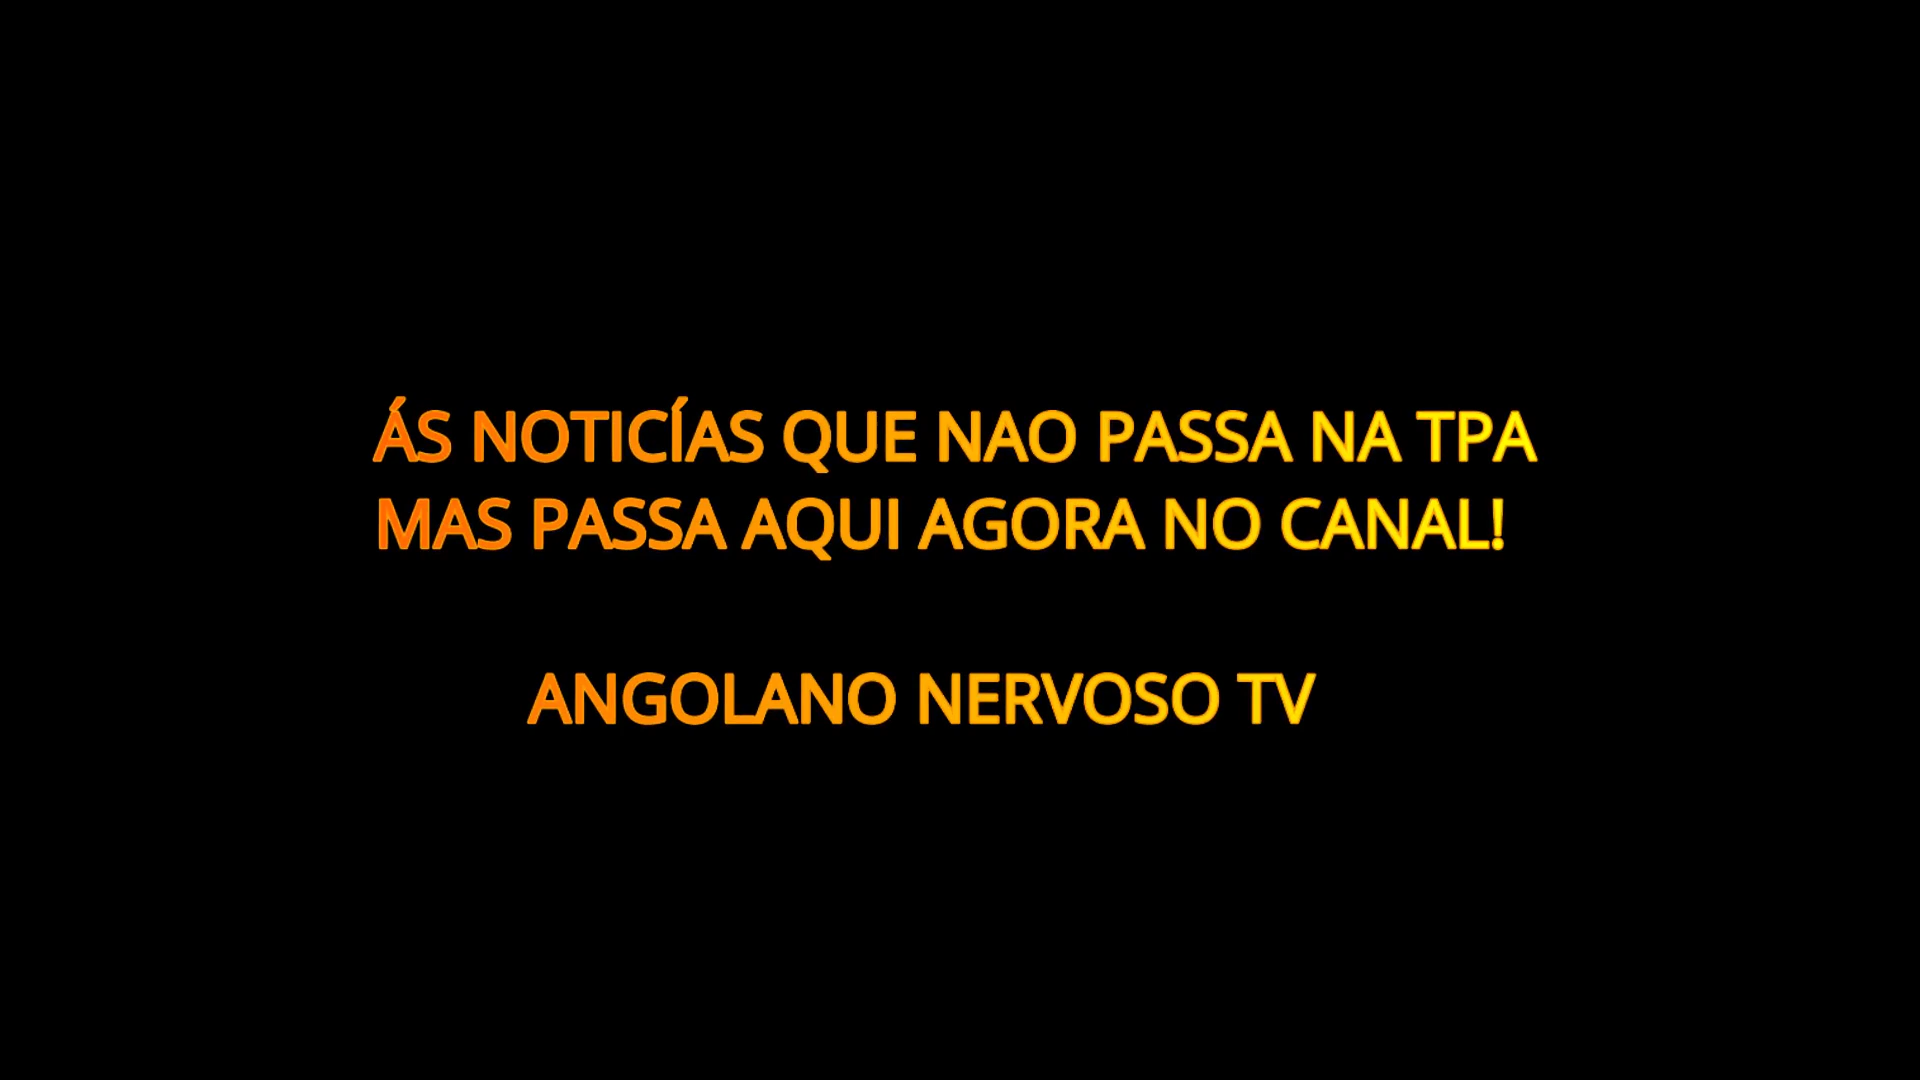 ÁS NOTICÍAS QUE NAO PASSA NA TPA
MAS PASSA AQUI AGORA NO CANAL!
ANGOLANO NERVOSO TV